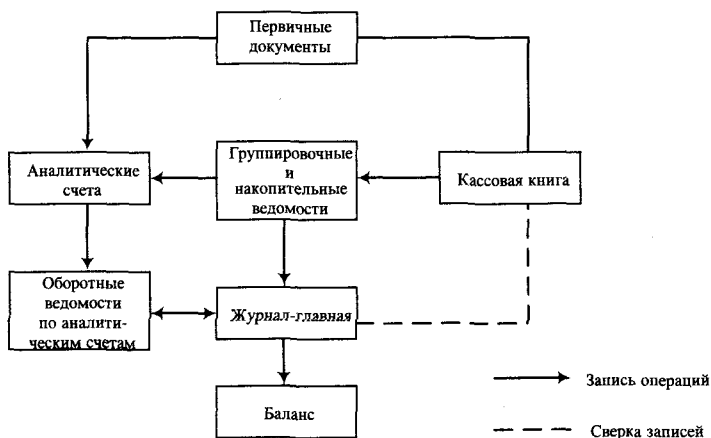 Первичные
документы
Аналитические
счета
Группировочные
и
накопительные
ведомости
Кассовая книга
Оборотные
ведомости
по аналити-
ческим счетам
Журнал-главная
Баланс
Запись операций
Сверка записей